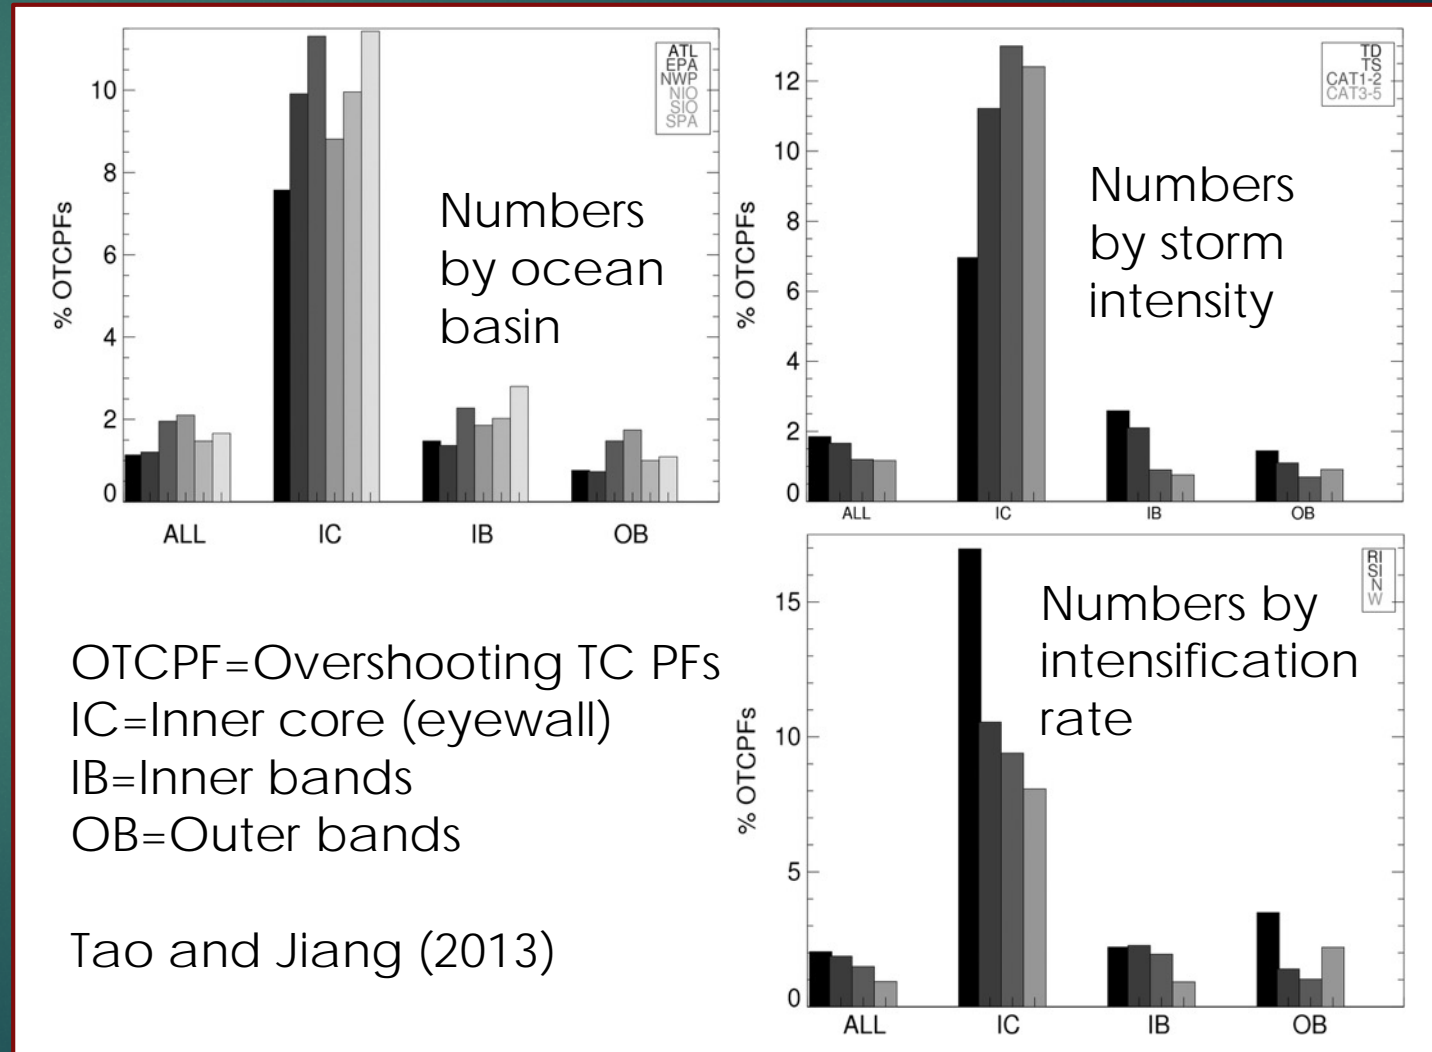 10
8
6
4
2
0
% OTCPFs
ATL
EPA
NWP
NIO
SIO
SPA
Numbers
by ocean
basin
ALL IC IB OB
12
10
8
6
4
2
0
% OTCPFs
TD
TS
CAT1-2
CAT3-5
Numbers
by storm
intensity
ALL IC IB OB
OTCPF=Overshooting TC PFs
IC=Inner core (eyewall)
IB=Inner bands
OB=Outer bands
Tao and Jiang (2013)
15
10
5
0
% OTCPFs
RI
SI
N
W
Numbers by
intensification
rate
ALL IC IB OB